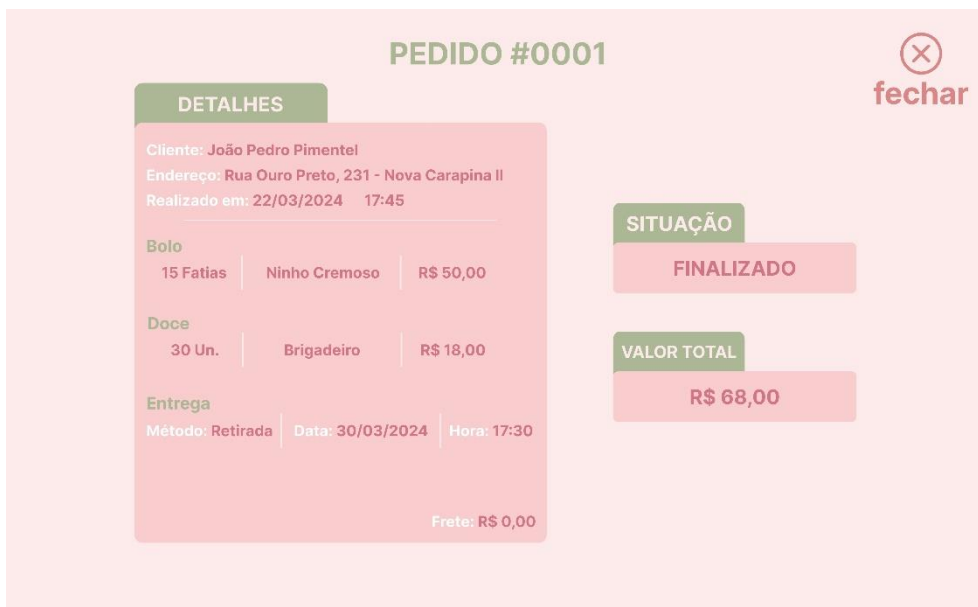 PEDIDO #0001
fechar
DETALHES
Cliente: João Pedro Pimentel
Endereço: Rua Ouro Preto, 231 - Nova Carapina II
Realizado em: 22/03/2024 17:45
Bolo
15 Fatias Ninho Cremoso R$ 50,00
Doce
30 Un. Brigadeiro R$ 18,00
Entrega
Método: Retirada Data: 30/03/2024 Hora: 17:30
Frete: R$ 0,00
SITUAÇÃO
FINALIZADO
VALOR TOTAL
R$ 68,00